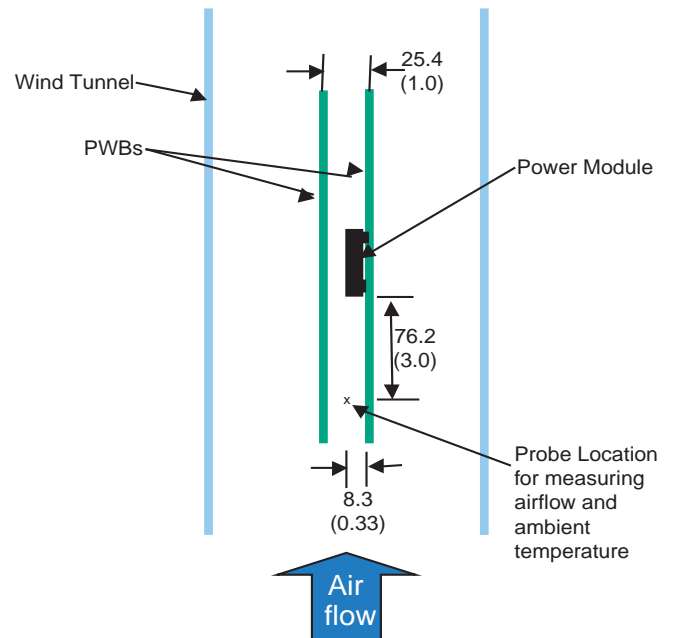 25.4
(1.0)
Wind Tunnel
PWBs
Power Module
76.2
(3.0)
x
Probe Location
for measuring
airflow and
ambient
temperature
8.3
(0.33)
Air
flow